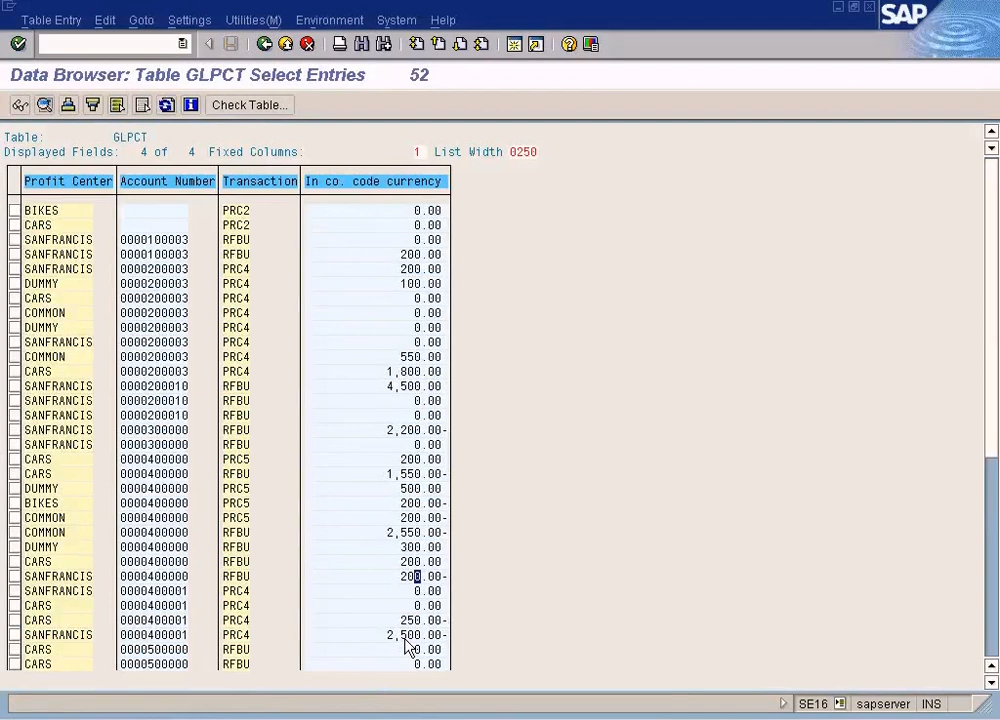 Table Entry Edit Goto Settings Utilities(M) Environment System Help
SAP
Data Browser: Table GLPCT Select Entries 52
Check Table...
Table: GLPCT
Displayed Fields: 4 of 4 Fixed Columns: 1 List Width 0250
Profit Center Account Number Transaction In co. code currency
BIKES PRC2 0.00
CARS PRC2 0.00
SANFRANCIS 0000100003 RFBU 0.00
SANFRANCIS 0000100003 RFBU 200.00
SANFRANCIS 0000200003 PRC4 200.00
DUMMY 0000200003 PRC4 100.00
CARS 0000200003 PRC4 0.00
COMMON 0000200003 PRC4 0.00
DUMMY 0000200003 PRC4 0.00
SANFRANCIS 0000200003 PRC4 0.00
COMMON 0000200003 PRC4 550.00
CARS 0000200003 PRC4 1,800.00
SANFRANCIS 0000200010 RFBU 4,500.00
SANFRANCIS 0000200010 RFBU 0.00
SANFRANCIS 0000200010 RFBU 0.00
SANFRANCIS 0000300000 RFBU 2,200.00-
SANFRANCIS 0000300000 RFBU 0.00
CARS 0000400000 PRC5 200.00
CARS 0000400000 RFBU 1,550.00-
DUMMY 0000400000 PRC5 500.00
BIKES 0000400000 PRC5 200.00-
COMMON 0000400000 PRC5 200.00-
COMMON 0000400000 RFBU 2,550.00-
DUMMY 0000400000 RFBU 300.00
CARS 0000400000 RFBU 200.00
SANFRANCIS 0000400000 RFBU 200.00-
SANFRANCIS 0000400001 PRC4 0.00
CARS 0000400001 PRC4 0.00
CARS 0000400001 PRC4 250.00-
SANFRANCIS 0000400001 PRC4 2,500.00-
CARS 0000500000 RFBU 0.00
CARS 0000500000 RFBU 0.00
SE16 sapserver INS